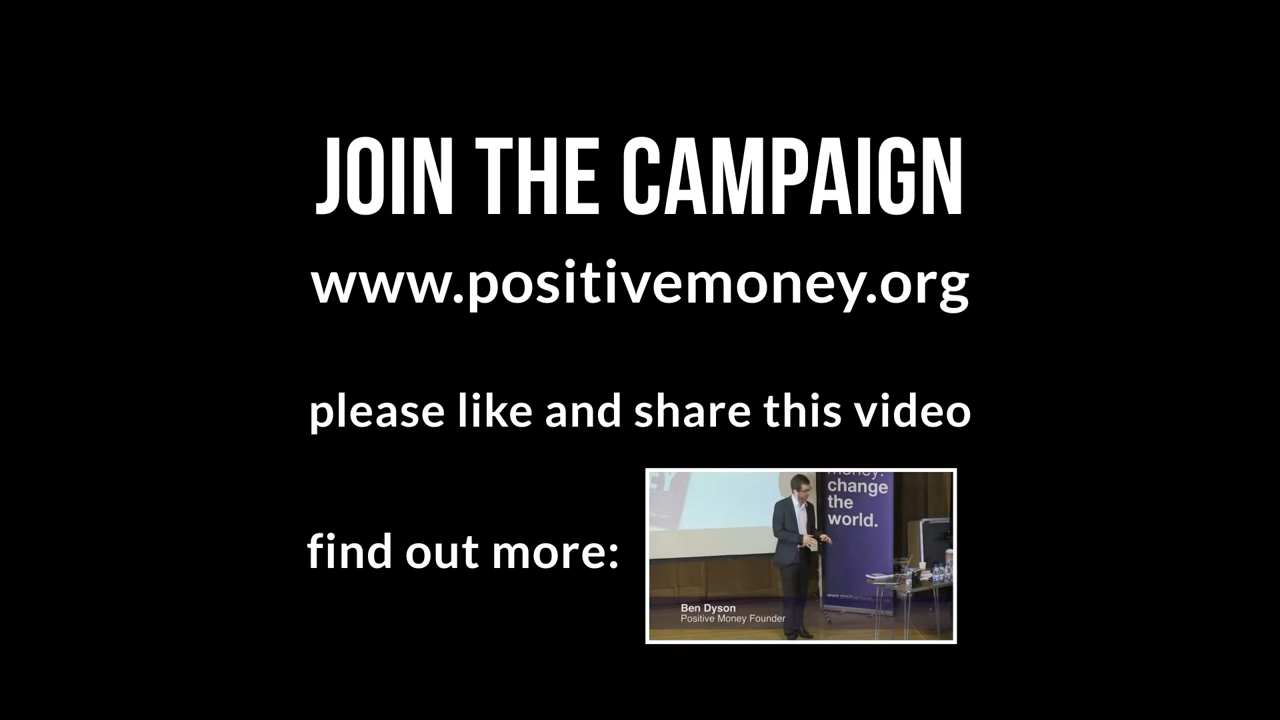 JOIN THE CAMPAIGN
www.positivemoney.org
please like and share this video
find out more:
money.
change
the
world.
Ben Dyson
Positive Money Founder